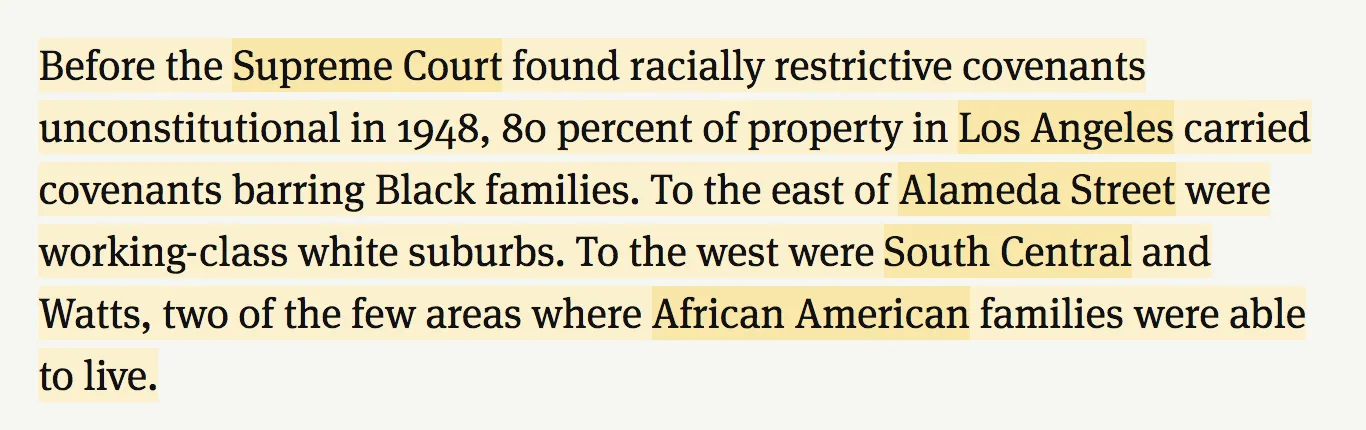 Before the Supreme Court found racially restrictive covenants
unconstitutional in 1948, 80 percent of property in Los Angeles carried
covenants barring Black families. To the east of Alameda Street were
working-class white suburbs. To the west were South Central and
Watts, two of the few areas where African American families were able
to live.